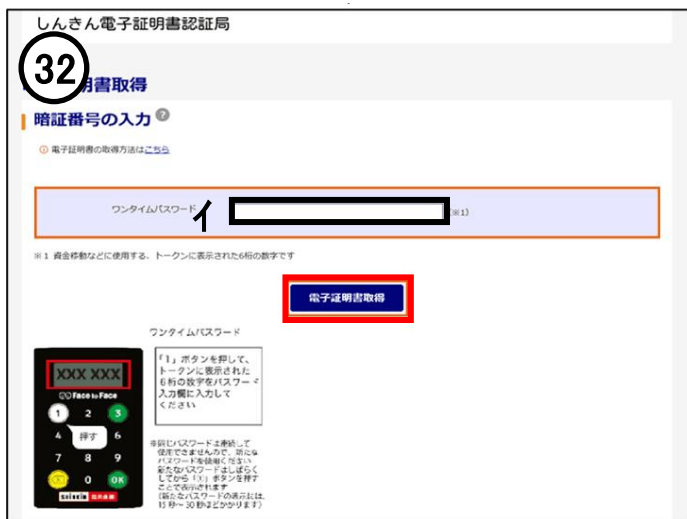 しんきん電子証明書認証局
32
明書取得
暗証番号の入力 ?
電子証明書の取得方法はこちら
ワンタイムパスワード イ (※1)
※1 資金移動などに使用する、トークンに表示された6桁の数字です
電子証明書取得
ワンタイムパスワード
XXX XXX
Face to Face
1 2 3
4 押す 6
7 8 9
0 OK
「1」ボタンを押して、
トークンに表示された
6桁の数字をパスワード
入力欄に入力して
ください
※同じパスワードは連続して
使用できませんので、新たな
パスワードを使用ください
新たなパスワードはしばらく
してから「①」ボタンを押す
ことで表示されます
(新たなパスワードの表示には、
15秒~30秒ほどかかります)